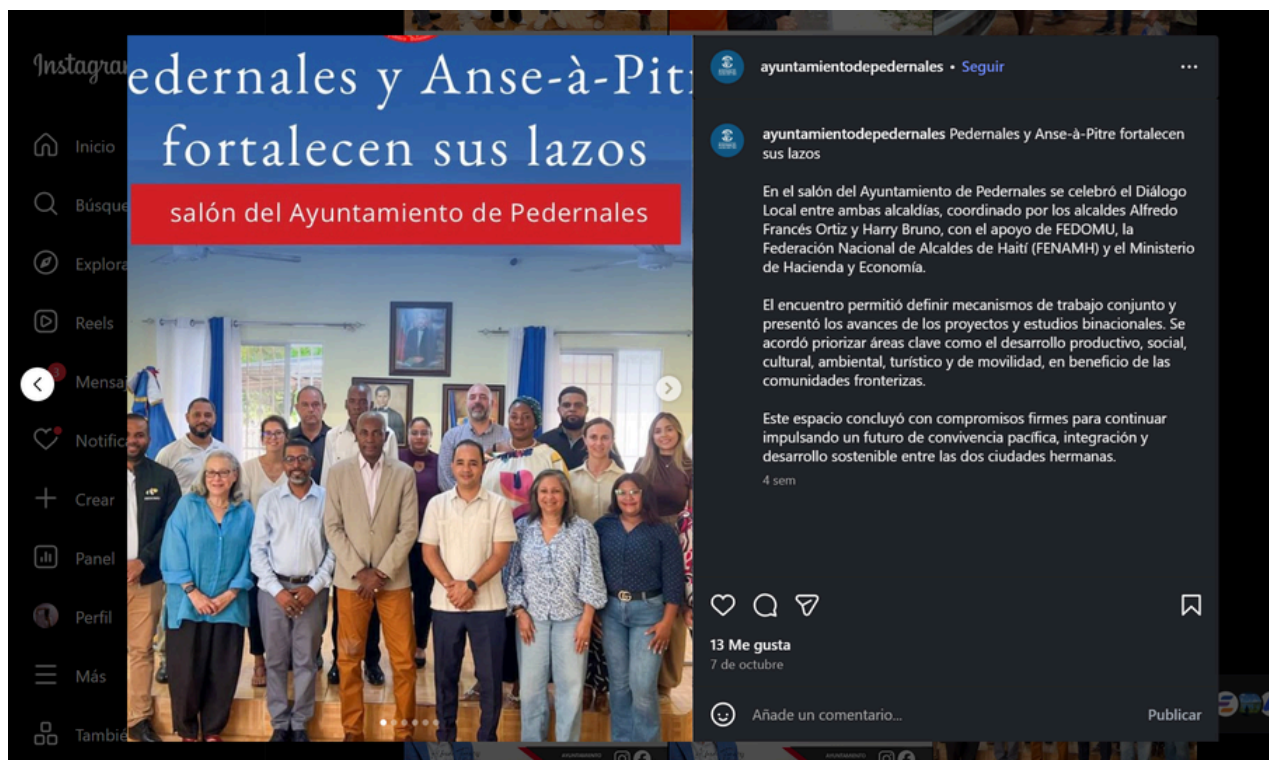 Instagra
Inicio
Búsque
Explora
Reels
3
Mensaj
Notific
Crear
Panel
Perfil
Más
Tambié
edernales y Anse-à-Pit
fortalecen sus lazos
salón del Ayuntamiento de Pedernales
ayuntamientodepedernales • Seguir
ayuntamientodepedernales Pedernales y Anse-à-Pitre fortalecen
sus lazos
En el salón del Ayuntamiento de Pedernales se celebró el Diálogo
Local entre ambas alcaldías, coordinado por los alcaldes Alfredo
Francés Ortiz y Harry Bruno, con el apoyo de FEDOMU, la
Federación Nacional de Alcaldes de Haití (FENAMH) y el Ministerio
de Hacienda y Economía.
El encuentro permitió definir mecanismos de trabajo conjunto y
presentó los avances de los proyectos y estudios binacionales. Se
acordó priorizar áreas clave como el desarrollo productivo, social,
cultural, ambiental, turístico y de movilidad, en beneficio de las
comunidades fronterizas.
Este espacio concluyó con compromisos firmes para continuar
impulsando un futuro de convivencia pacífica, integración y
desarrollo sostenible entre las dos ciudades hermanas.
4 sem
13 Me gusta
7 de octubre
Añade un comentario...
Publicar